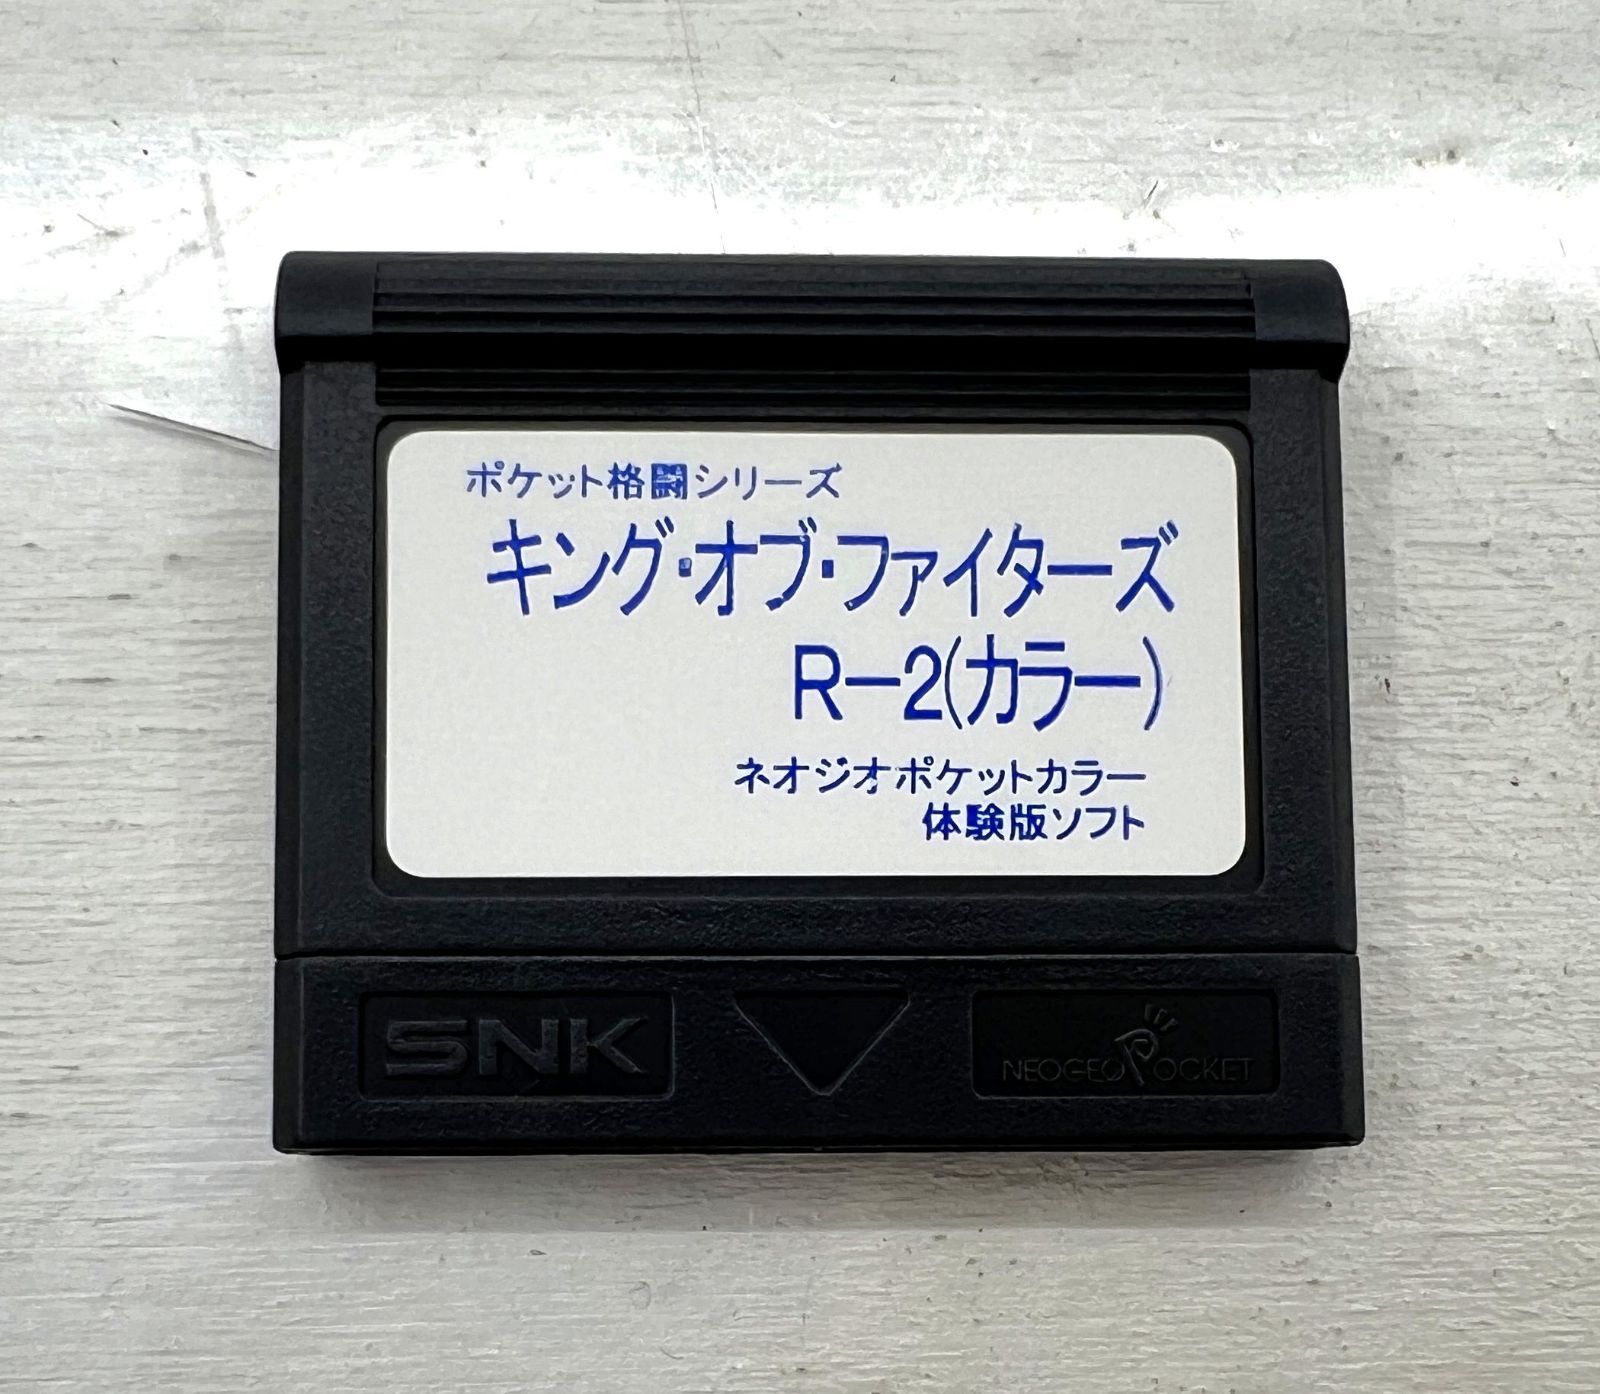 ポケット格闘シリーズ
キング・オブ・ファイターズ
R-2(カラー)
ネオジオポケットカラー
体験版ソフト
SNK
NEOGEO POCKET